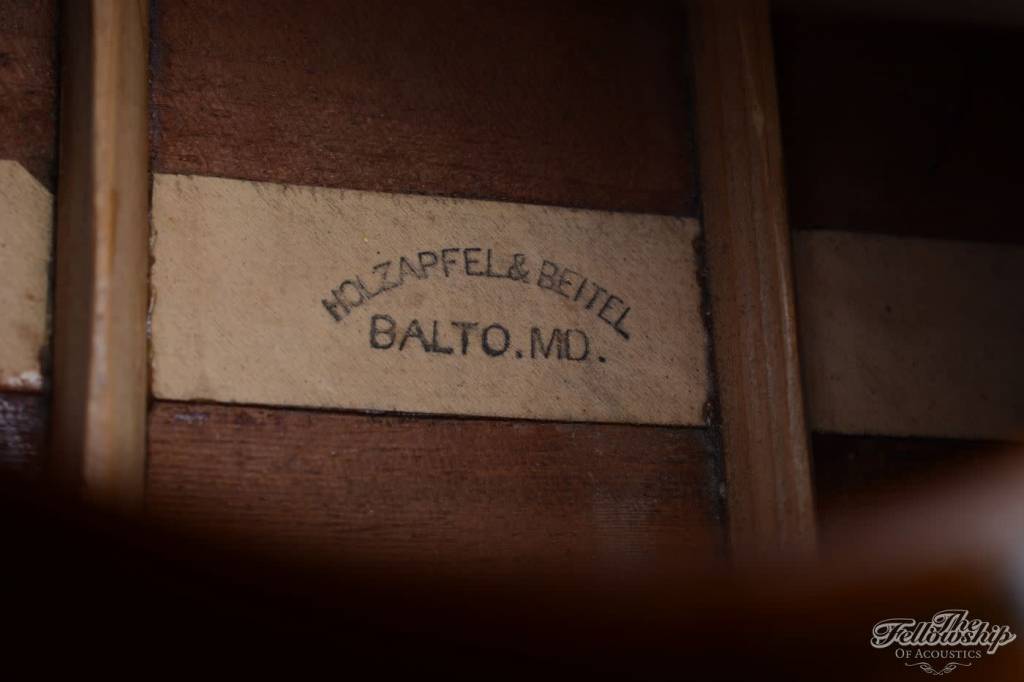 HOLZAPFEL & BEITEL
BALTO. MD.
The
Fellowship
OF ACOUSTICS